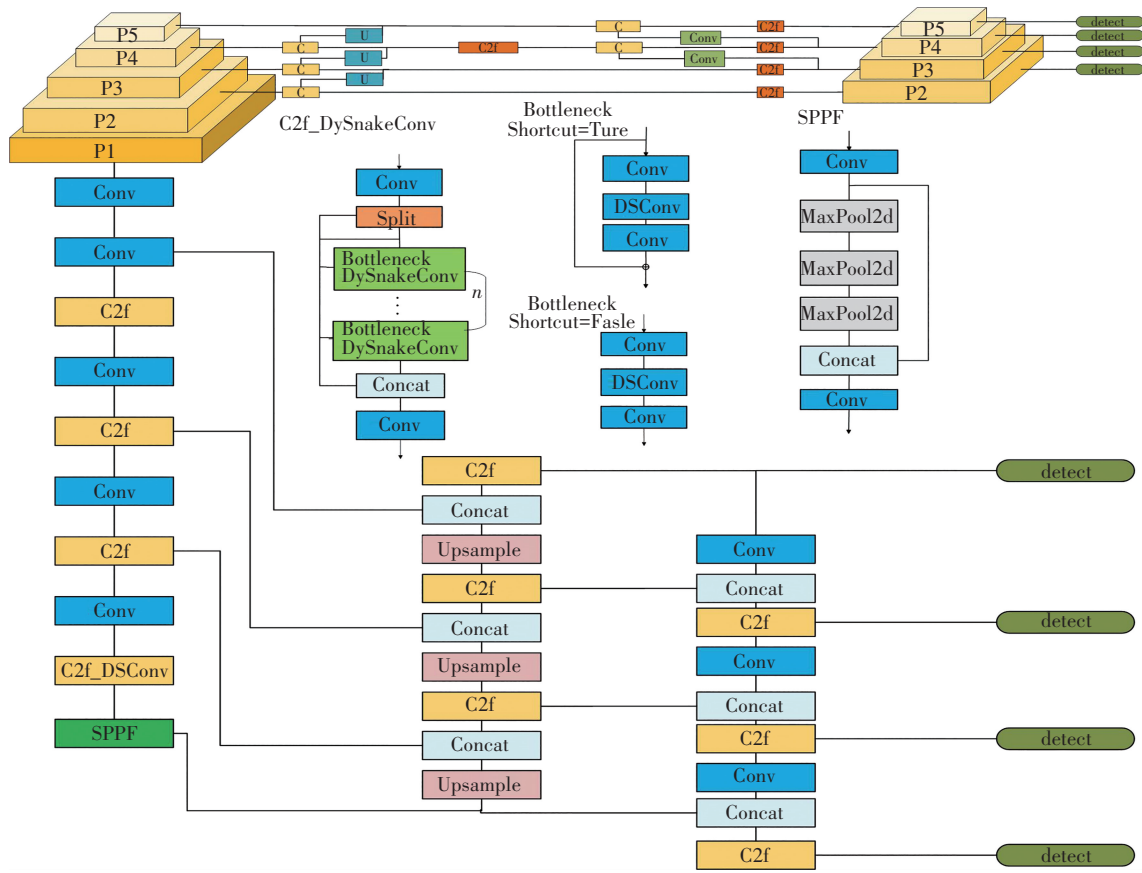 P5
P4
P3
P2
P1
U
U
U
C
C
C
C2f
C
C
Conv
Conv
C2f
C2f
C2f
C2f
P5
P4
P3
P2
detect
detect
detect
detect
C2f_DySnakeConv
Conv
Split
Bottleneck
DySnakeConv
⋮
n
Bottleneck
DySnakeConv
Concat
Conv
Bottleneck
Shortcut=Ture
Conv
DSConv
Conv
Bottleneck
Shortcut=Fasle
Conv
DSConv
Conv
SPPF
Conv
MaxPool2d
MaxPool2d
MaxPool2d
Concat
Conv
Conv
Conv
C2f
Conv
C2f
Conv
C2f
Conv
C2f_DSConv
SPPF
C2f
Concat
Upsample
C2f
Concat
Upsample
C2f
Concat
Upsample
Conv
Concat
C2f
Conv
Concat
C2f
Conv
Concat
C2f
detect
detect
detect
detect